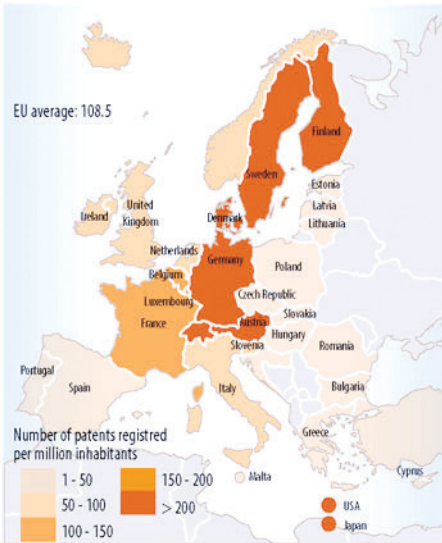 EU average: 108.5
Finland
Sweden
Estonia
Latvia
Lithuania
Denmark
Ireland
United
Kingdom
Netherlands
Belgium
Germany
Poland
Luxembourg
Czech Republic
Slovakia
France
Austria
Hungary
Slovenia
Romania
Portugal
Spain
Italy
Bulgaria
Greece
Malta
Cyprus
Number of patents registred
per million inhabitants
1 - 50
50 - 100
100 - 150
150 - 200
> 200
USA
Japan